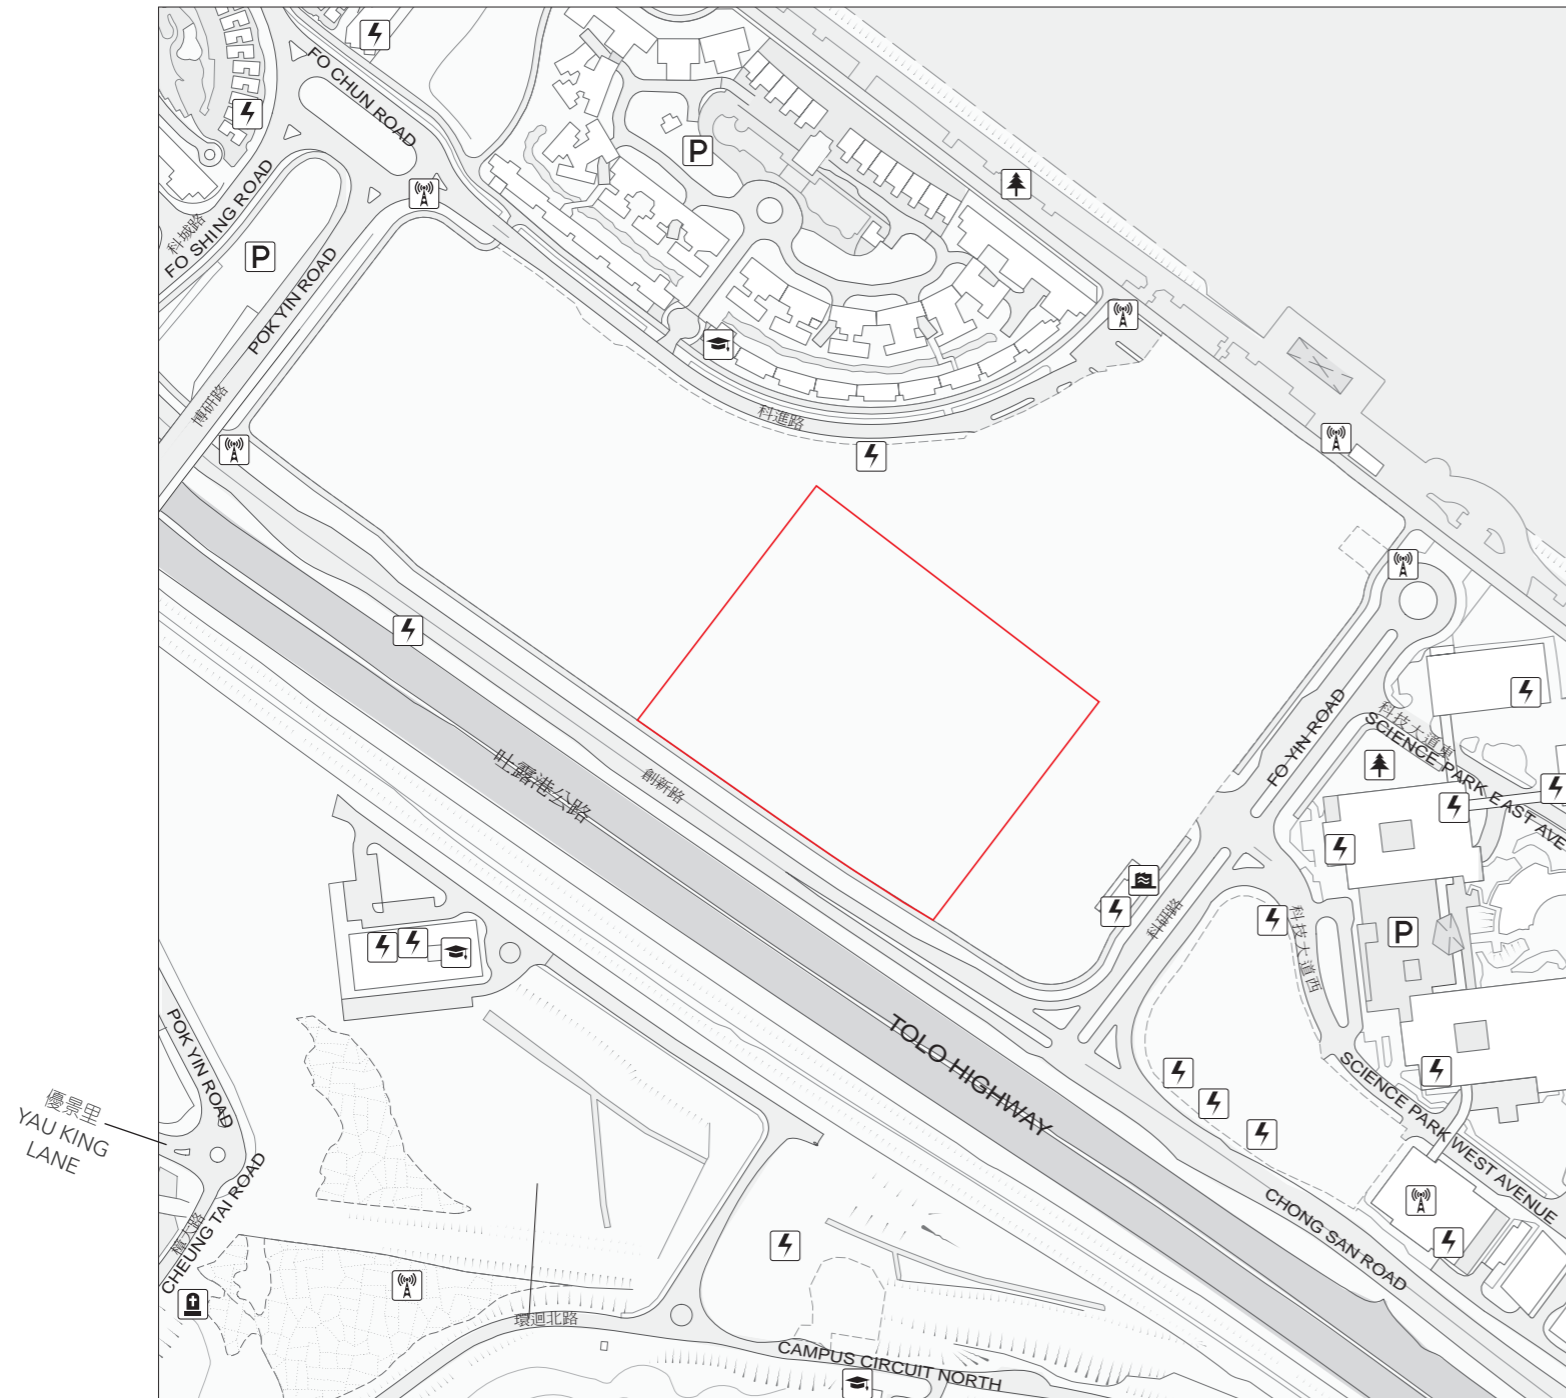 FO CHUN ROAD
P
科城路
FO SHING ROAD
P
POK YIN ROAD
博研路
科進路
吐露港公路
創新路
FO YIN ROAD
科技大道東
SCIENCE PARK EAST AVE
科研路
科技大道西
P
TOLO HIGHWAY
POK YIN ROAD
SCIENCE PARK WEST AVENUE
優景里
YAU KING
LANE
CHEUNG TAI ROAD
CHONG SAN ROAD
環迴北路
CAMPUS CIRCUIT NORTH